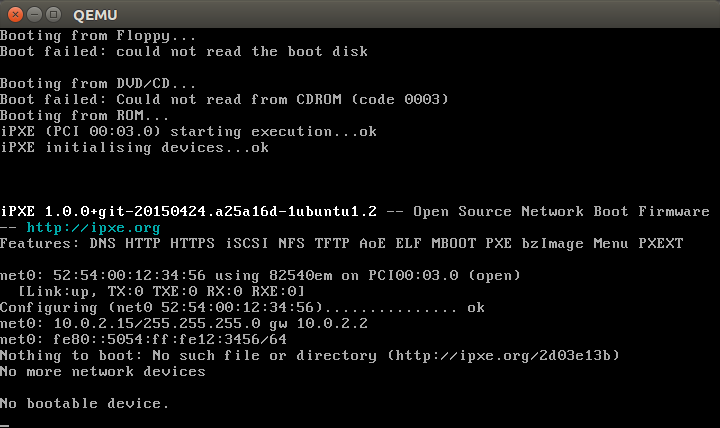 QEMU
Booting from Floppy...
Boot failed: could not read the boot disk
Booting from DVD/CD...
Boot failed: Could not read from CDROM (code 0003)
Booting from ROM...
iPXE (PCI 00:03.0) starting execution...ok
iPXE initialising devices...ok
iPXE 1.0.0+git-20150424.a25a16d-1ubuntu1.2 -- Open Source Network Boot Firmware
-- http://ipxe.org
Features: DNS HTTP HTTPS iSCSI NFS TFTP AoE ELF MBOOT PXE bzImage Menu PXEXT
net0: 52:54:00:12:34:56 using 82540em on PCI00:03.0 (open)
[Link:up, TX:0 TXE:0 RX:0 RXE:0]
Configuring (net0 52:54:00:12:34:56)............... ok
net0: 10.0.2.15/255.255.255.0 gw 10.0.2.2
net0: fe80::5054:ff:fe12:3456/64
Nothing to boot: No such file or directory (http://ipxe.org/2d03e13b)
No more network devices
No bootable device.